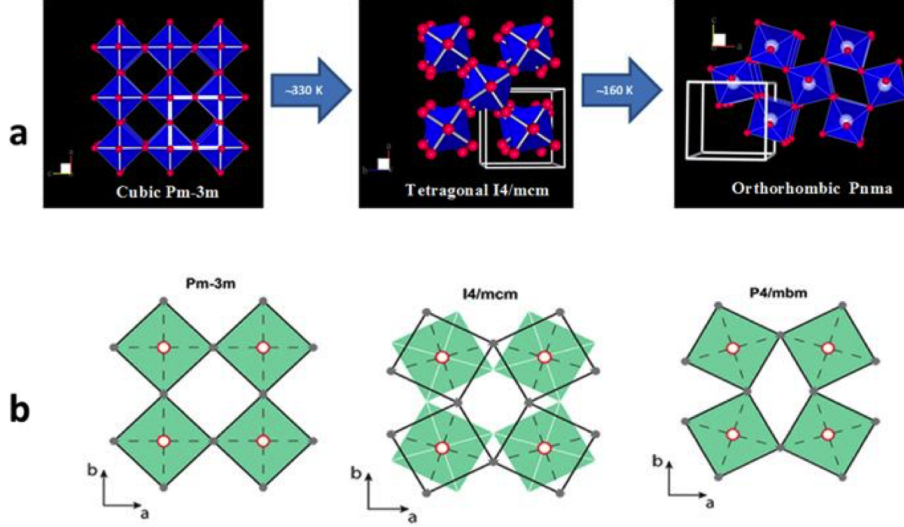 a
~330 K
~160 K
Cubic Pm-3m
Tetragonal I4/mcm
Orthorhombic Pnma
b
Pm-3m
I4/mcm
P4/mbm
b
a
b
a
b
a